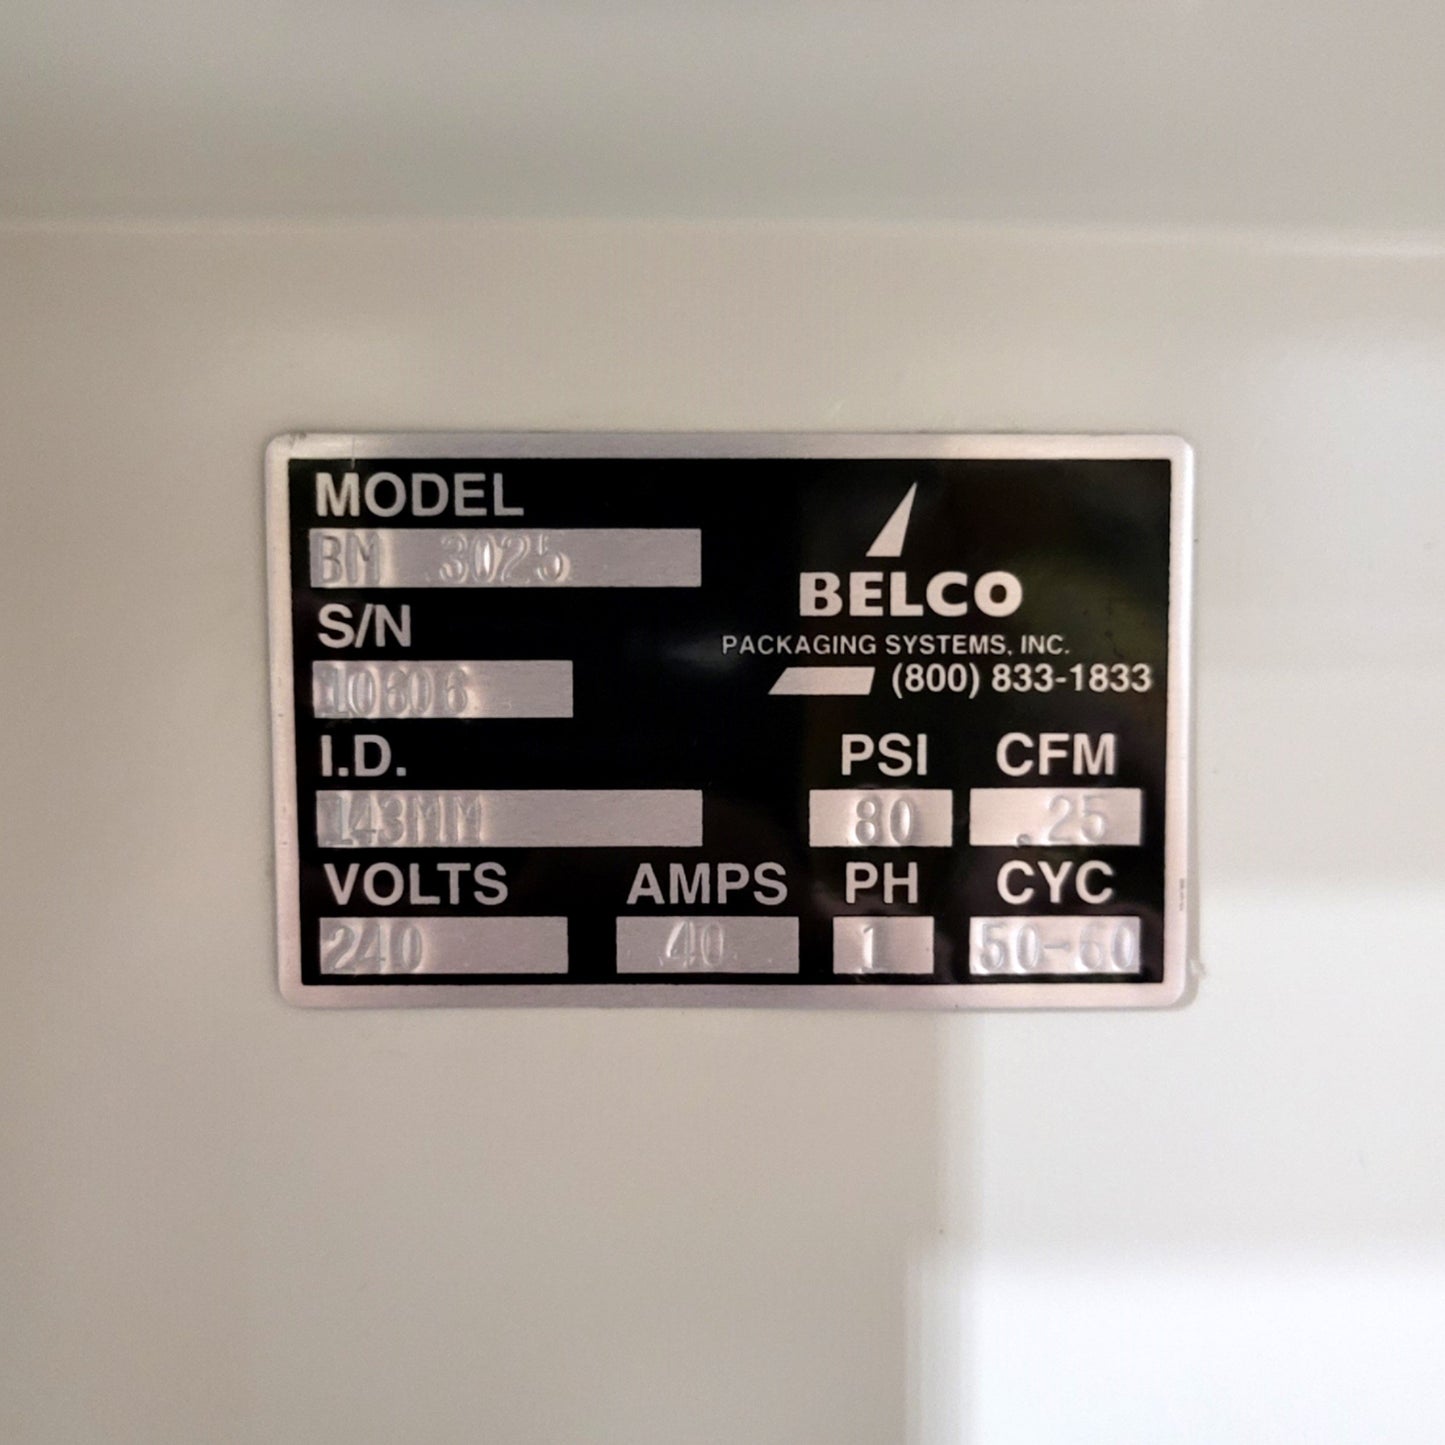 MODEL
BM 3025
S/N
10606
I.D.
143MM
BELCO
PACKAGING SYSTEMS, INC.
(800) 833-1833
PSI CFM
80 .25
VOLTS AMPS PH CYC
240 40 1 50-60